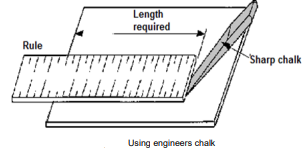 Length
required
Rule
Sharp chalk
Using engineers chalk